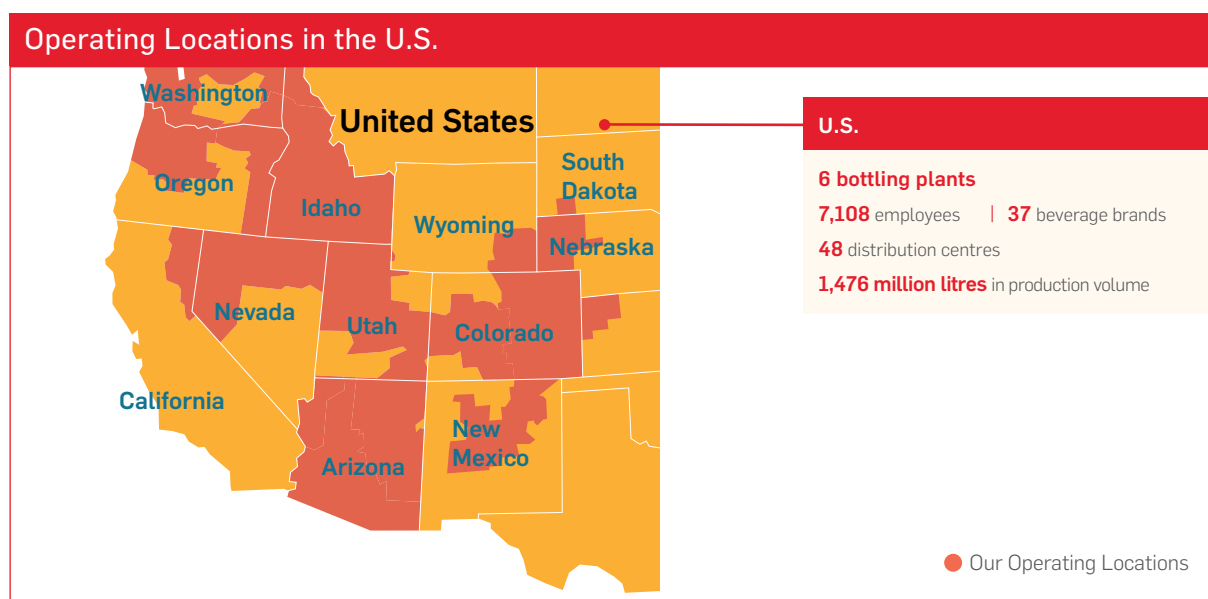 Operating Locations in the U.S.
Washington
United States
Oregon
Idaho
Wyoming
South
Dakota
Nebraska
Nevada
Utah
Colorado
California
Arizona
New
Mexico
U.S.
6 bottling plants
7,108 employees | 37 beverage brands
48 distribution centres
1,476 million litres in production volume
Our Operating Locations